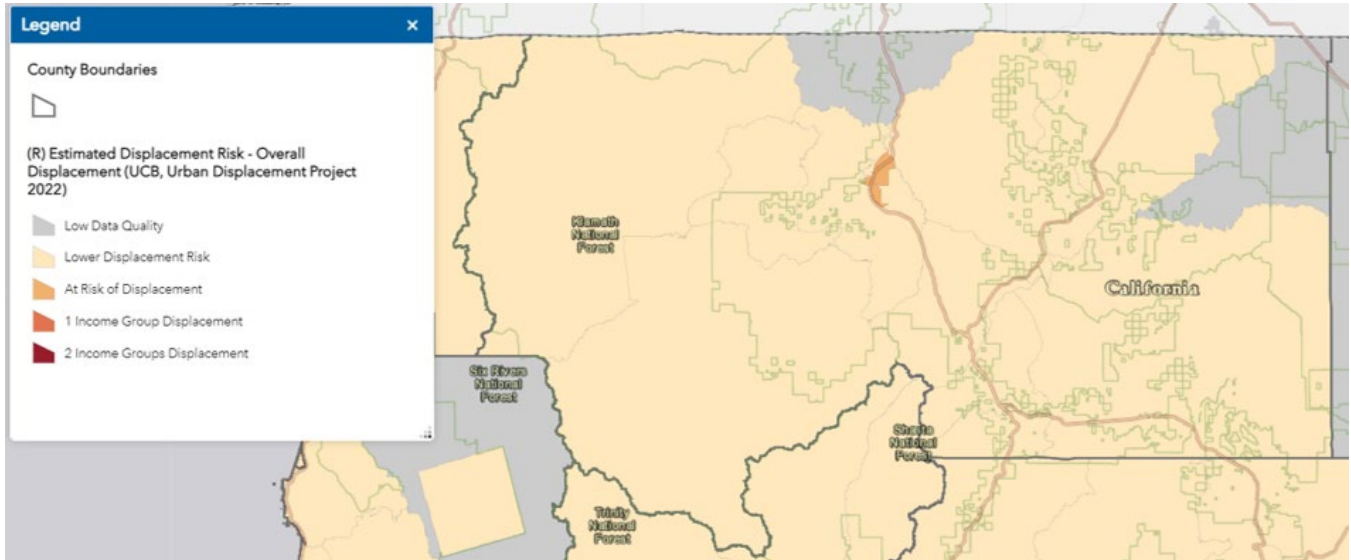 Legend
×
County Boundaries
(R) Estimated Displacement Risk - Overall
Displacement (UCB, Urban Displacement Project
2022)
Low Data Quality
Lower Displacement Risk
At Risk of Displacement
1 Income Group Displacement
2 Income Groups Displacement
Klamath
National
Forest
California
Six Rivers
National
Forest
Shasta
National
Forest
Trinity
National
Forest